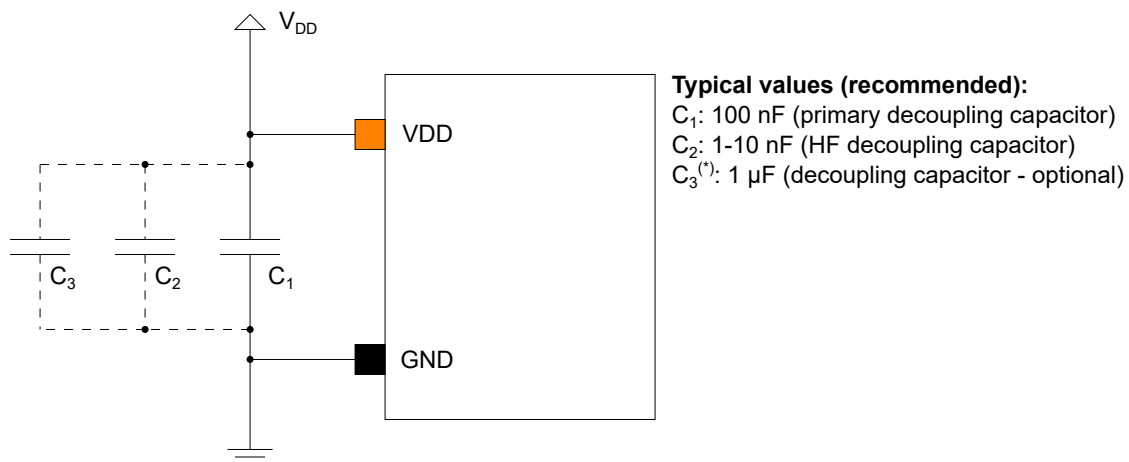 V_DD
Typical values (recommended):
VDD
C₁: 100 nF (primary decoupling capacitor)
C₂: 1-10 nF (HF decoupling capacitor)
C₃⁽*⁾: 1 µF (decoupling capacitor - optional)
C₃
C₂
C₁
GND